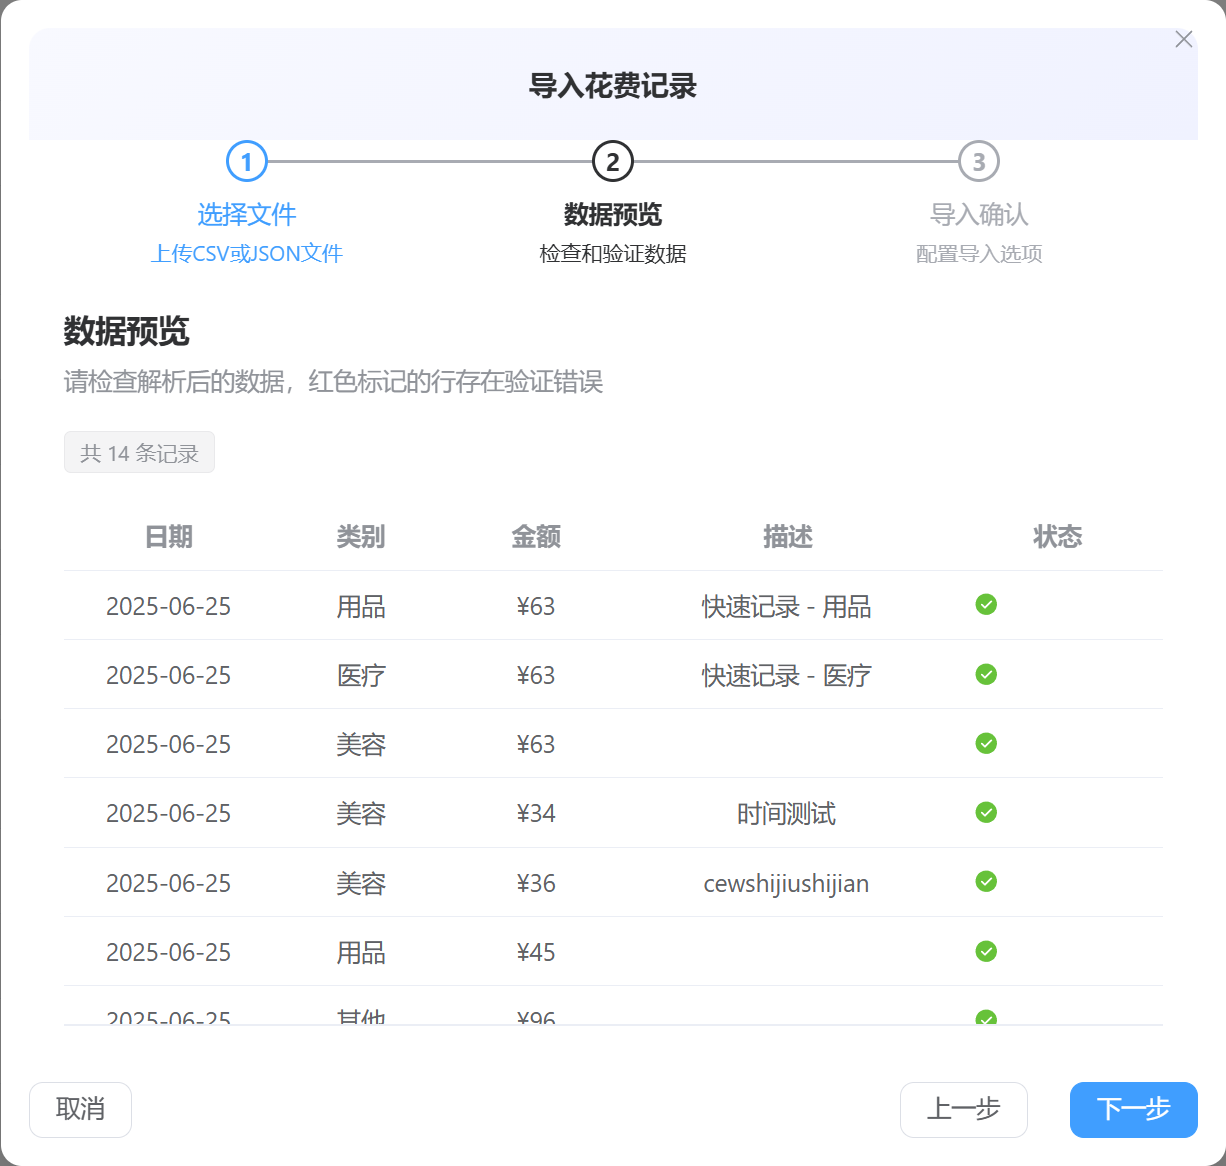 导入花费记录
1 2 3
选择文件 数据预览 导入确认
上传CSV或JSON文件 检查和验证数据 配置导入选项
数据预览
请检查解析后的数据，红色标记的行存在验证错误
共 14 条记录
日期 类别 金额 描述 状态
2025-06-25 用品 ¥63 快速记录 - 用品
2025-06-25 医疗 ¥63 快速记录 - 医疗
2025-06-25 美容 ¥63
2025-06-25 美容 ¥34 时间测试
2025-06-25 美容 ¥36 cewshijiushijian
2025-06-25 用品 ¥45
2025-06-25 其他 ¥96
取消 上一步 下一步